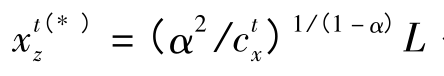 x_z^{t(*)} = (α^2/c_x^t)^{1/(1-α)} L